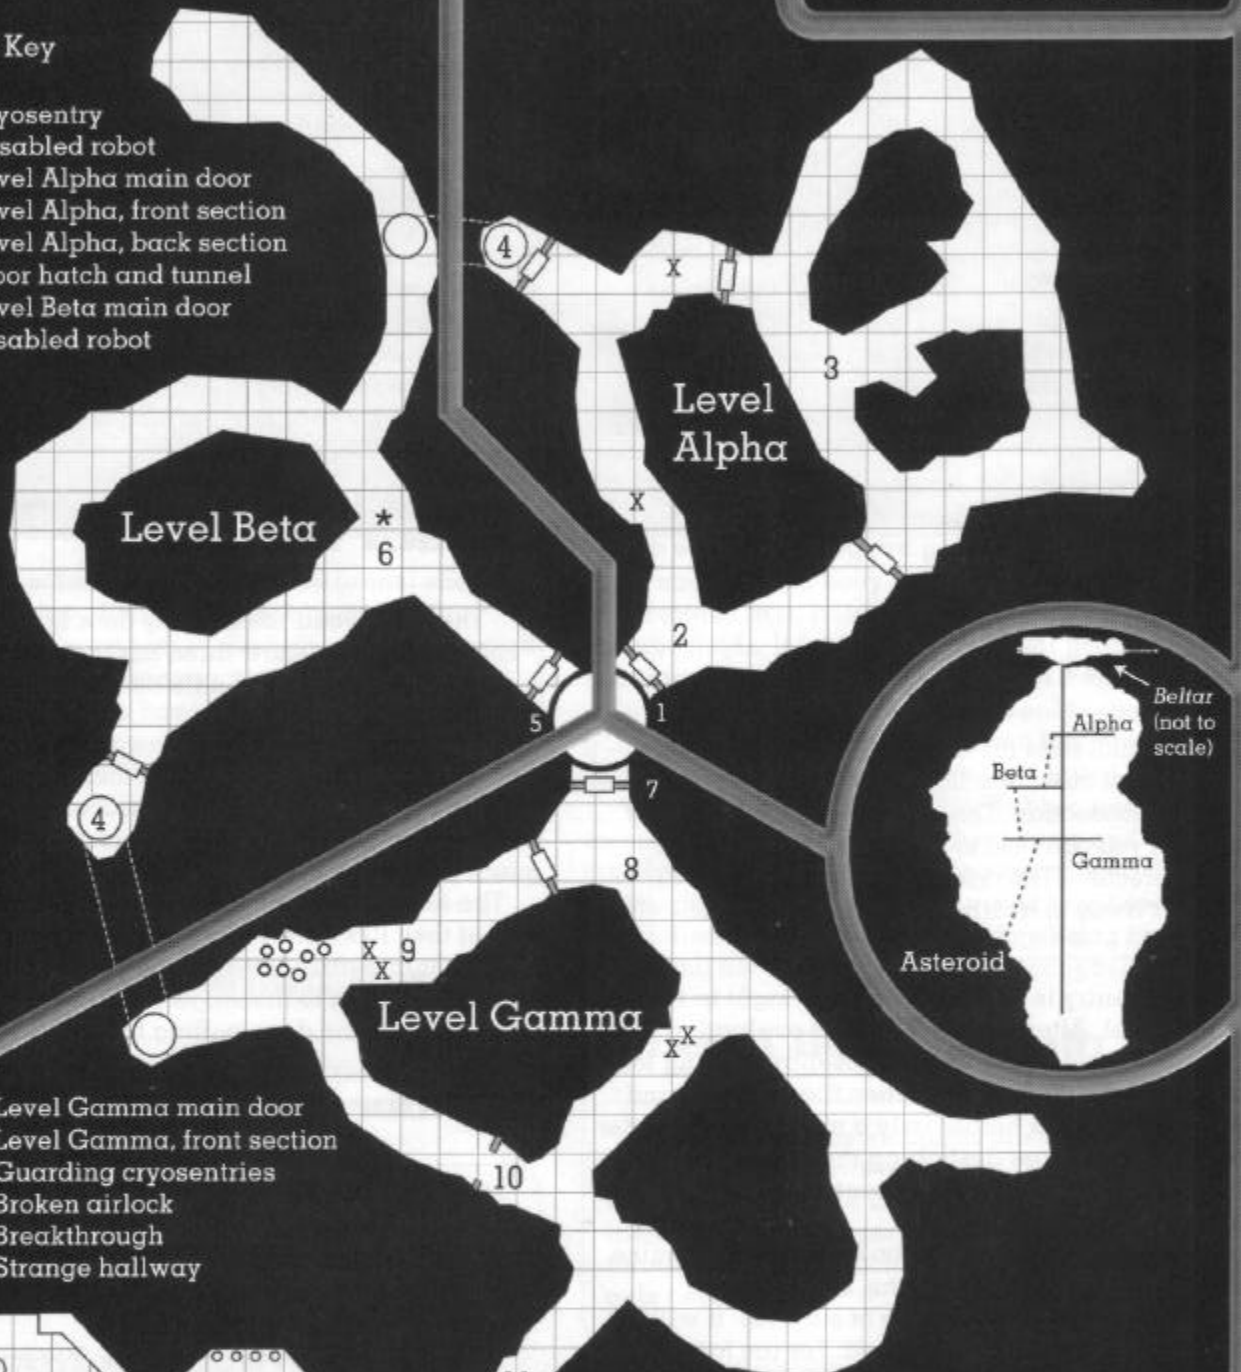 Key
yosentry
sabled robot
vel Alpha main door
vel Alpha, front section
vel Alpha, back section
oor hatch and tunnel
vel Beta main door
sabled robot
4
x
3
Level
Alpha
x
Level Beta
*
6
2
5
1
7
Beltar
(not to
scale)
Alpha
Beta
Gamma
Asteroid
4
8
x
9
x
Level Gamma
x
x
10
Level Gamma main door
Level Gamma, front section
Guarding cryosentries
Broken airlock
Breakthrough
Strange hallway